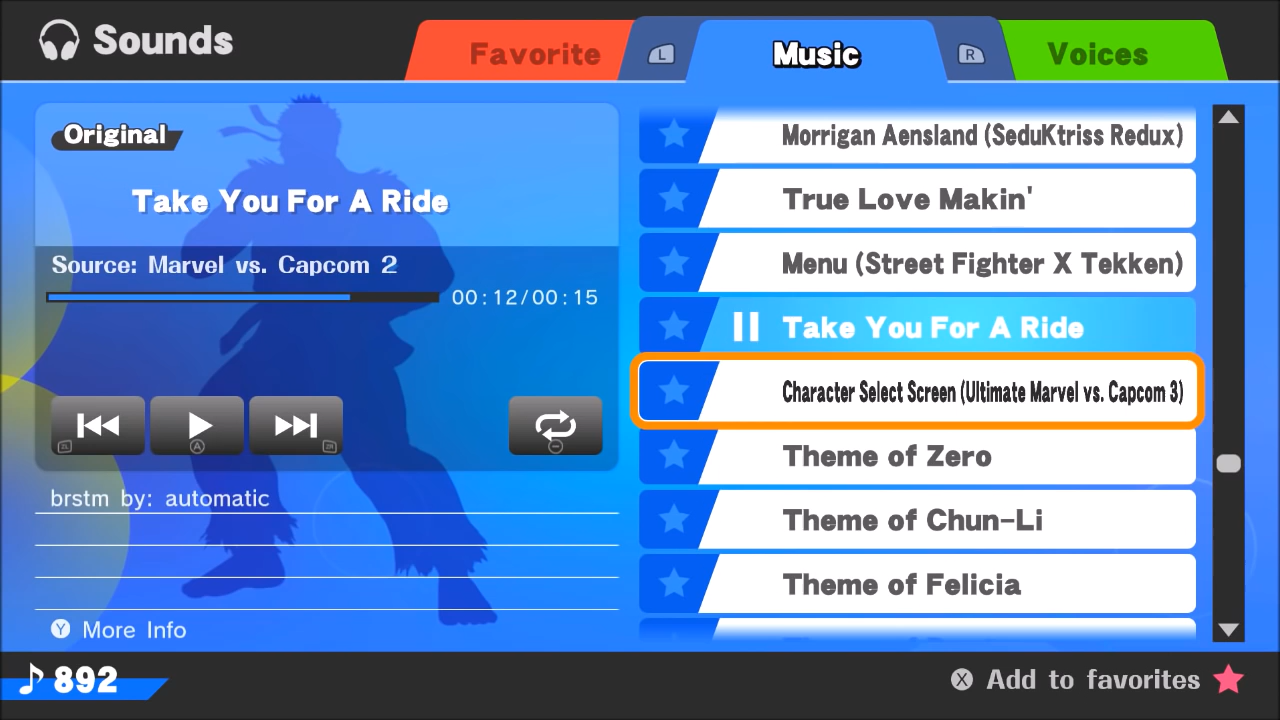 Sounds
Favorite
L
Music
R
Voices
Original
Take You For A Ride
Source: Marvel vs. Capcom 2
00:12/00:15
ZL
A
ZR
brstm by: automatic
Y More Info
Morrigan Aensland (SeduKtriss Redux)
True Love Makin'
Menu (Street Fighter X Tekken)
Take You For A Ride
Character Select Screen (Ultimate Marvel vs. Capcom 3)
Theme of Zero
Theme of Chun-Li
Theme of Felicia
892
X Add to favorites